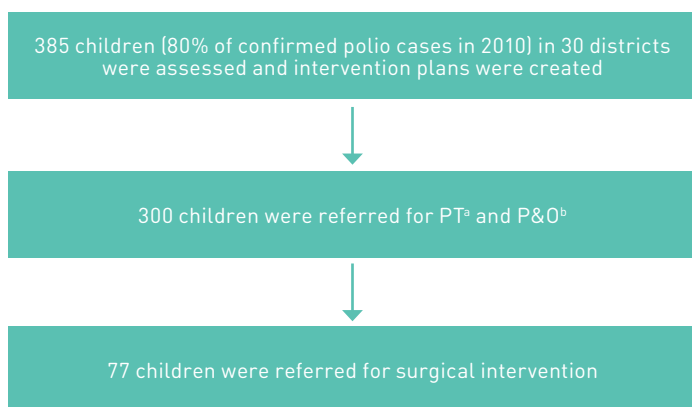 385 children (80% of confirmed polio cases in 2010) in 30 districts
were assessed and intervention plans were created
300 children were referred for PTᵃ and P&Oᵇ
77 children were referred for surgical intervention